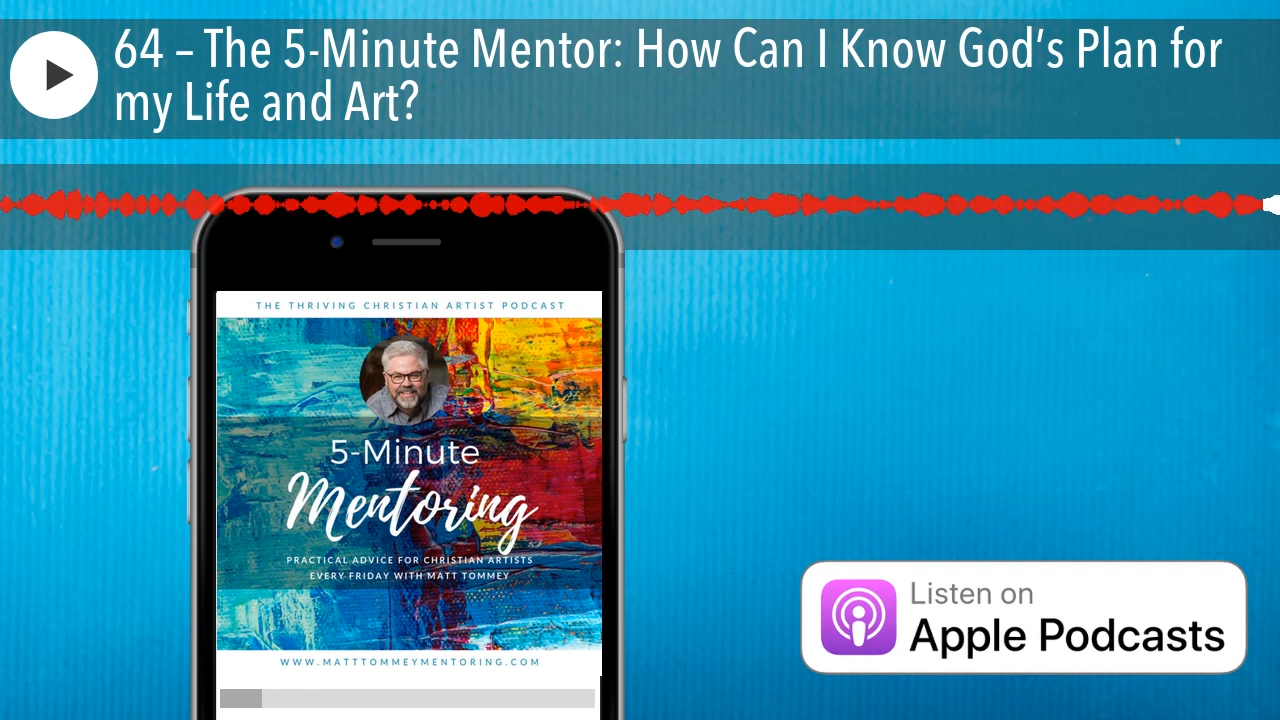 64 – The 5-Minute Mentor: How Can I Know God’s Plan for
my Life and Art?
THE THRIVING CHRISTIAN ARTIST PODCAST
5-Minute
Mentoring
PRACTICAL ADVICE FOR CHRISTIAN ARTISTS
EVERY FRIDAY WITH MATT TOMMEY
WWW.MATTTOMMEYMENTORING.COM
Listen on
Apple Podcasts